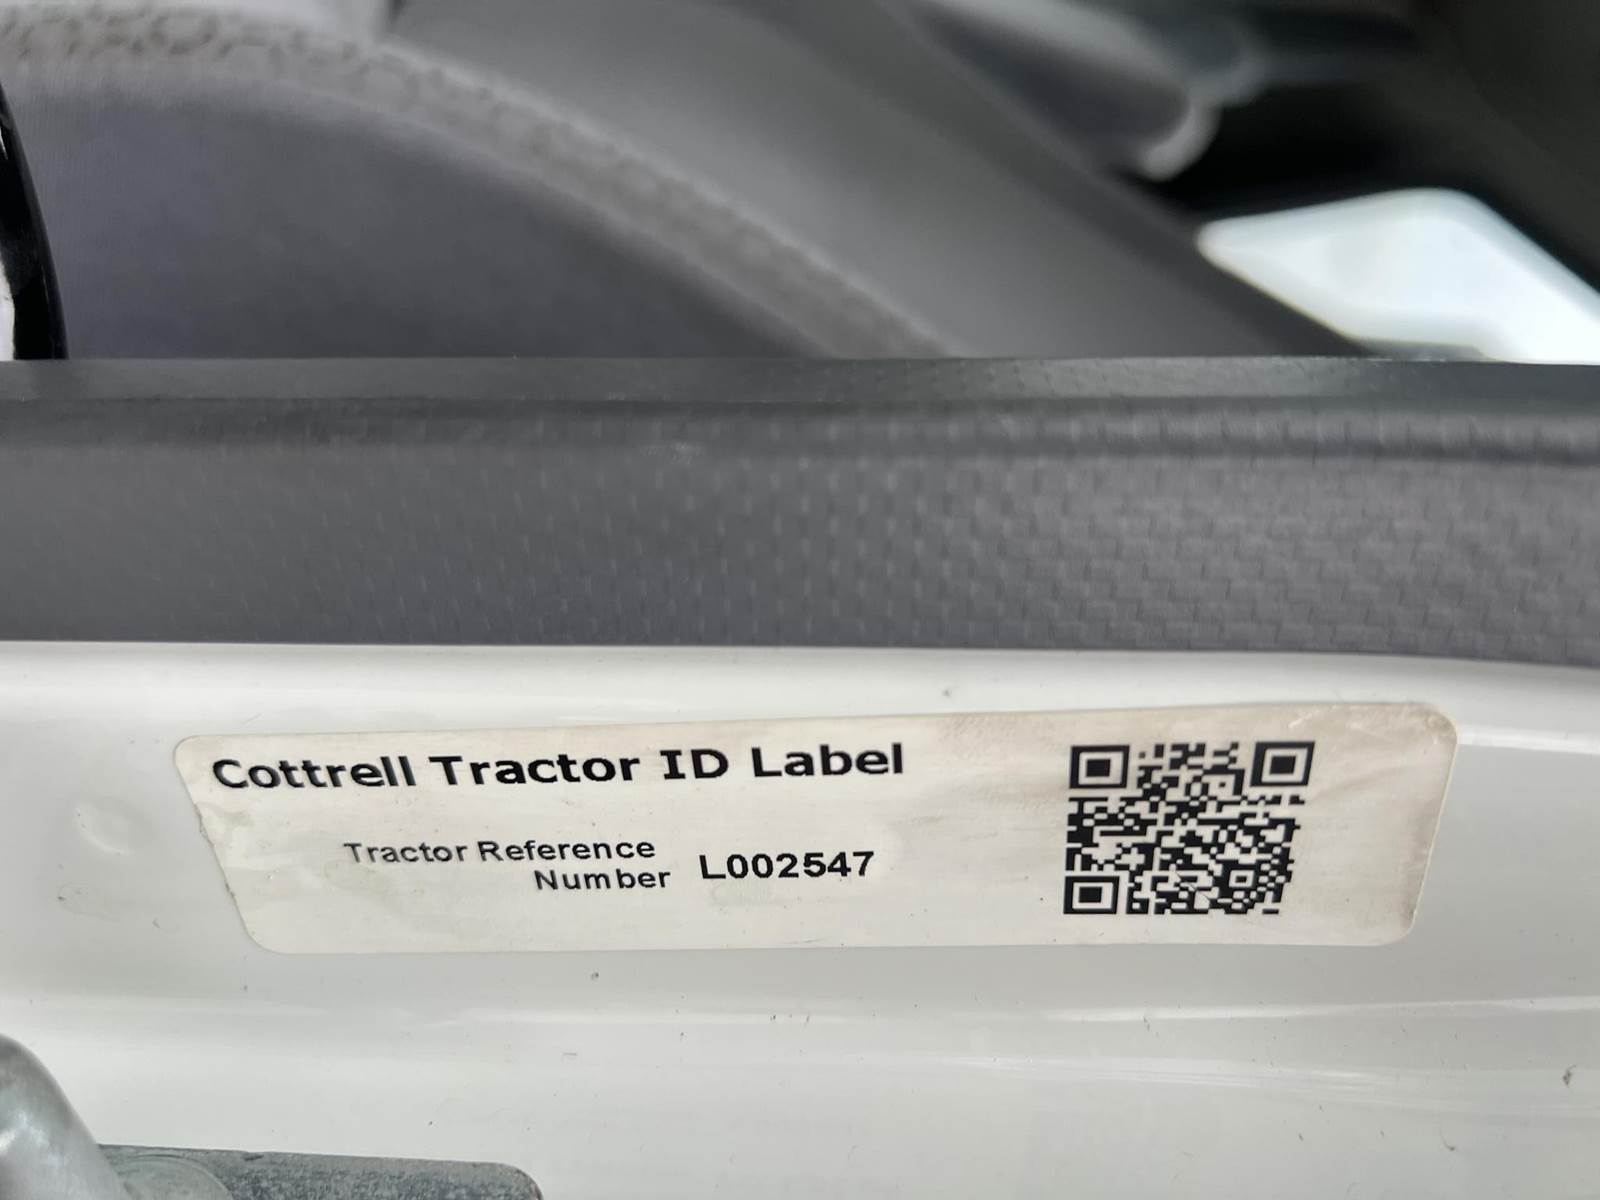 Cottrell Tractor ID Label
Tractor Reference
Number L002547